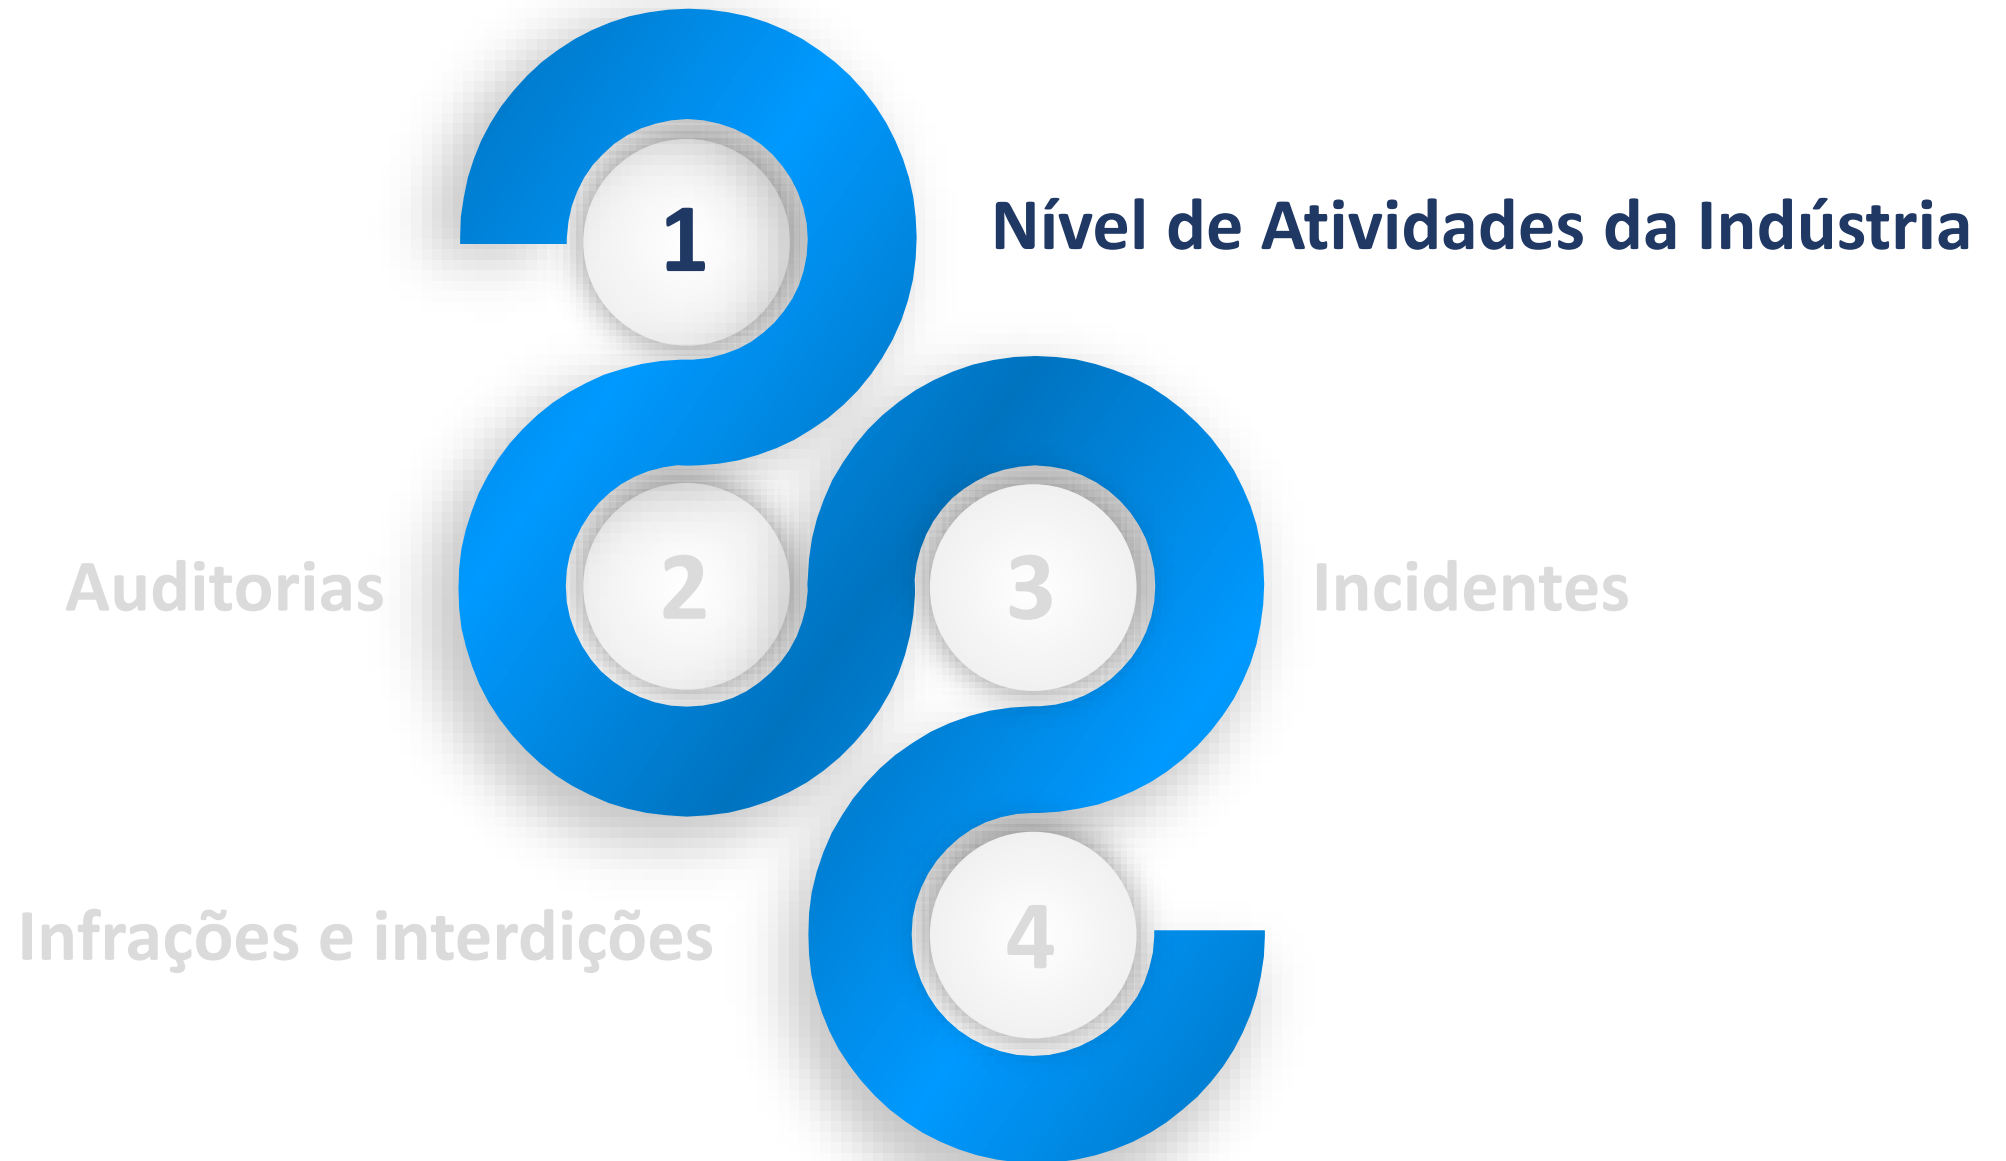 1
Nível de Atividades da Indústria
Auditorias
2
3
Incidentes
Infrações e interdições
4